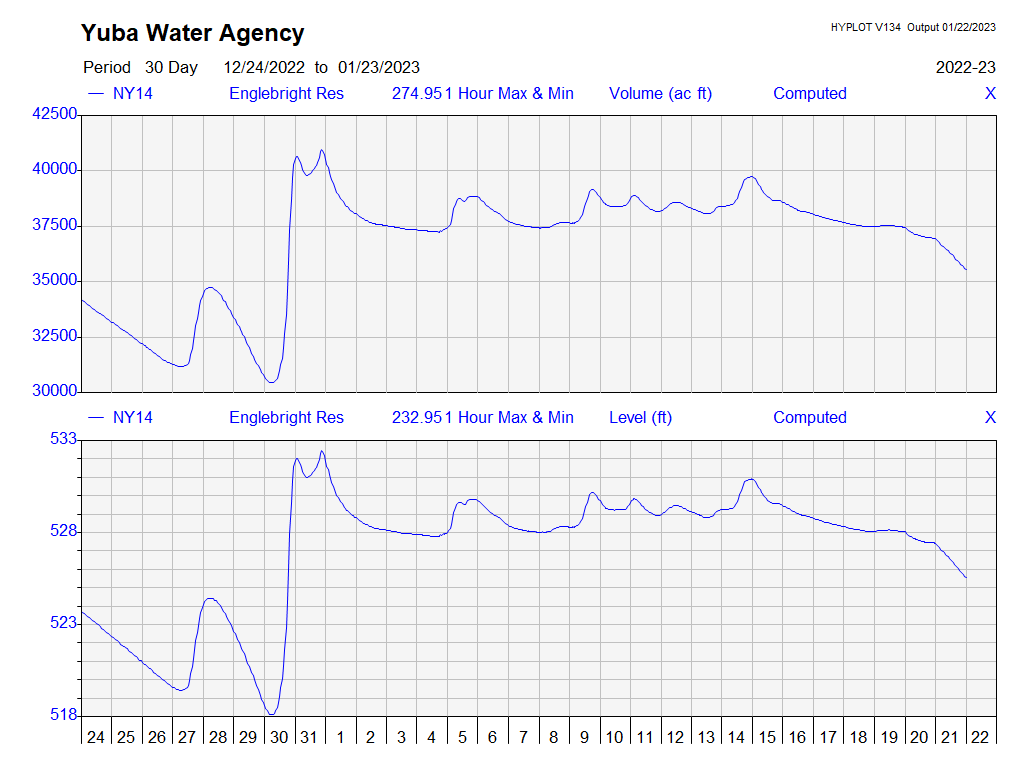 Yuba Water Agency
HYPLOT V134 Output 01/22/2023
Period 30 Day 12/24/2022 to 01/23/2023
2022-23
NY14 Englebright Res 274.951 Hour Max & Min Volume (ac ft) Computed X
42500
40000
37500
35000
32500
30000
NY14 Englebright Res 232.951 Hour Max & Min Level (ft) Computed X
533
528
523
518
24 25 26 27 28 29 30 31 1 2 3 4 5 6 7 8 9 10 11 12 13 14 15 16 17 18 19 20 21 22